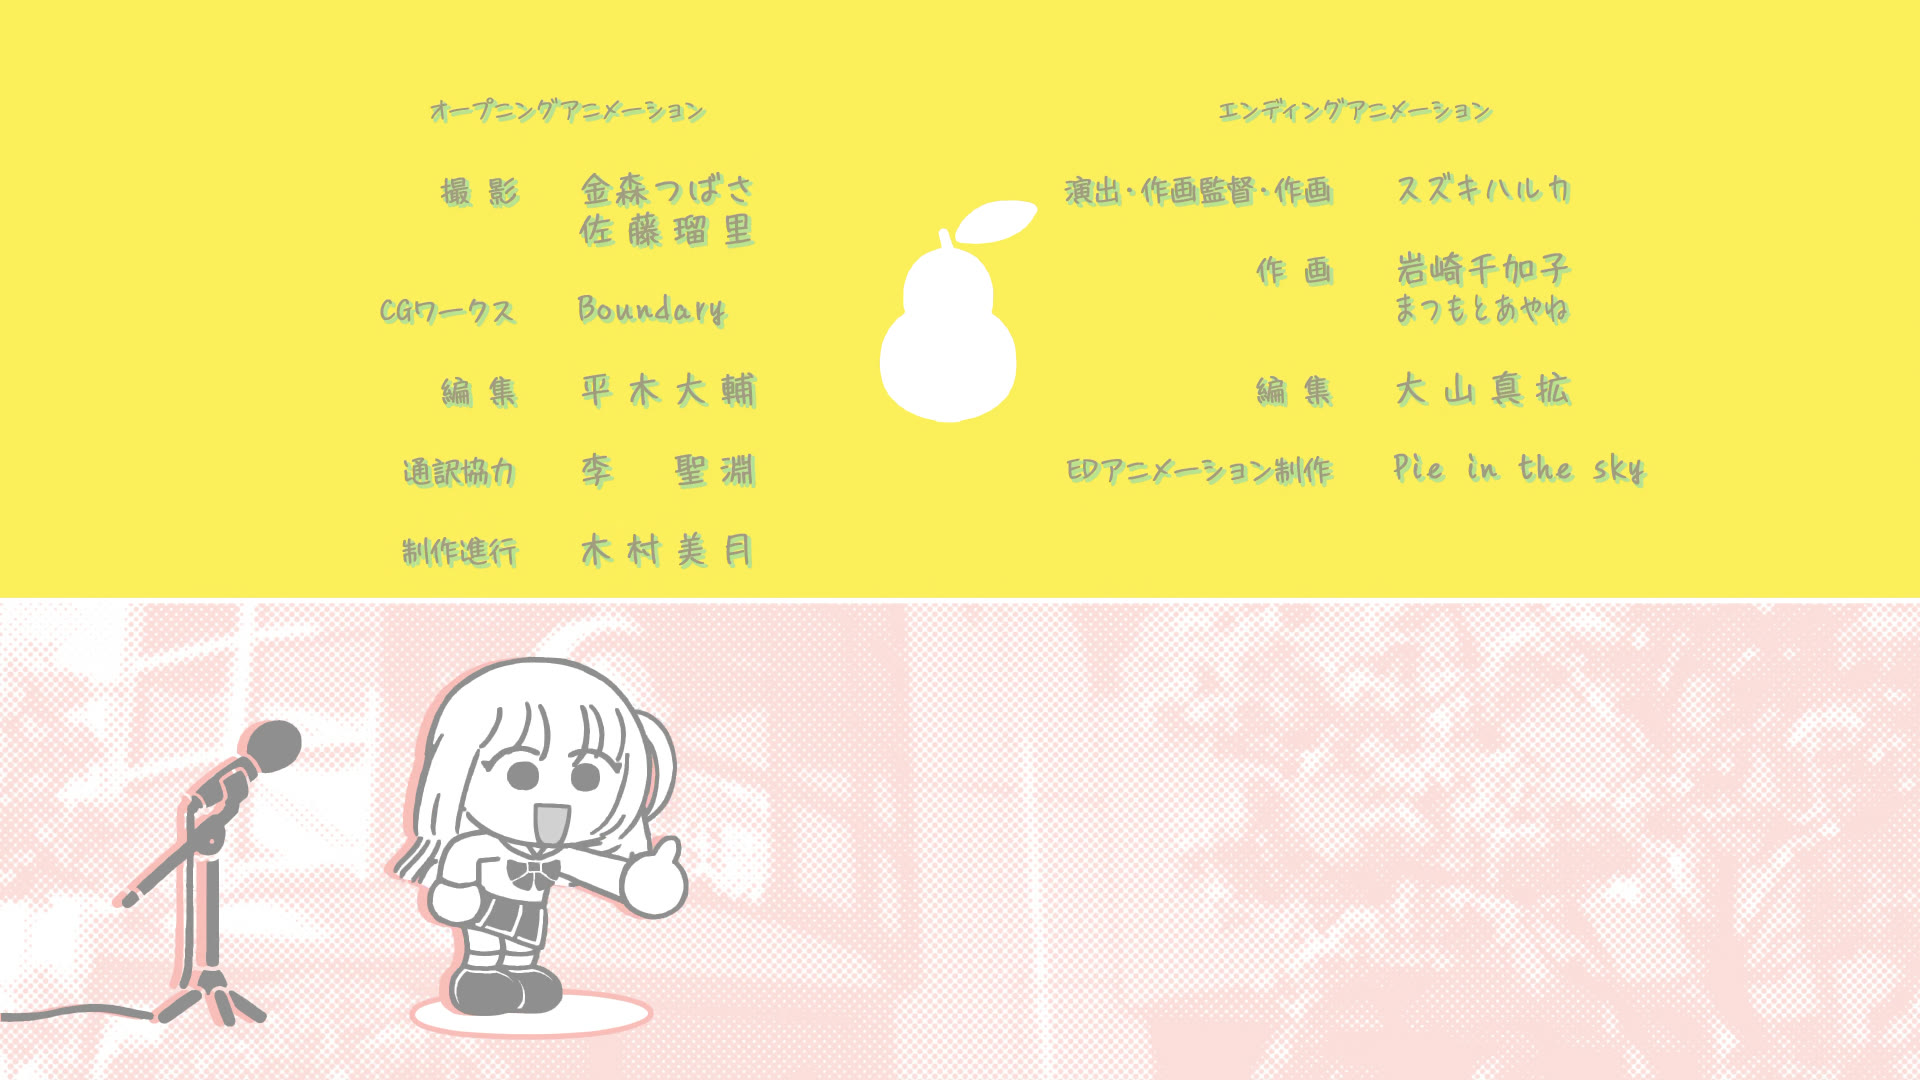 オープニングアニメーション
撮影 金森つばさ
佐藤瑠里
CGワークス Boundary
編集 平木大輔
通訳協力 李 聖淵
制作進行 木村美月
エンディングアニメーション
演出・作画監督・作画 スズキハルカ
作画 岩崎千加子
まつもとあやね
編集 大山真拡
EDアニメーション制作 Pie in the sky